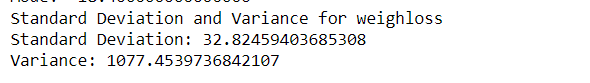 Standard Deviation and Variance for weighloss
Standard Deviation: 32.82459403685308
Variance: 1077.4539736842107